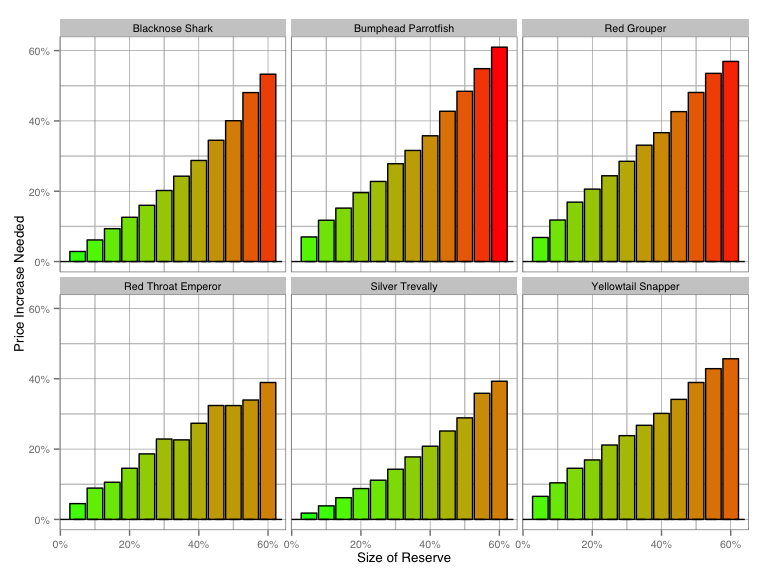 Blacknose Shark Bumphead Parrotfish Red Grouper
60%
40%
20%
0%
Price Increase Needed
Red Throat Emperor Silver Trevally Yellowtail Snapper
60%
40%
20%
0%
0% 20% 40% 60% 0% 20% 40% 60% 0% 20% 40% 60%
Size of Reserve